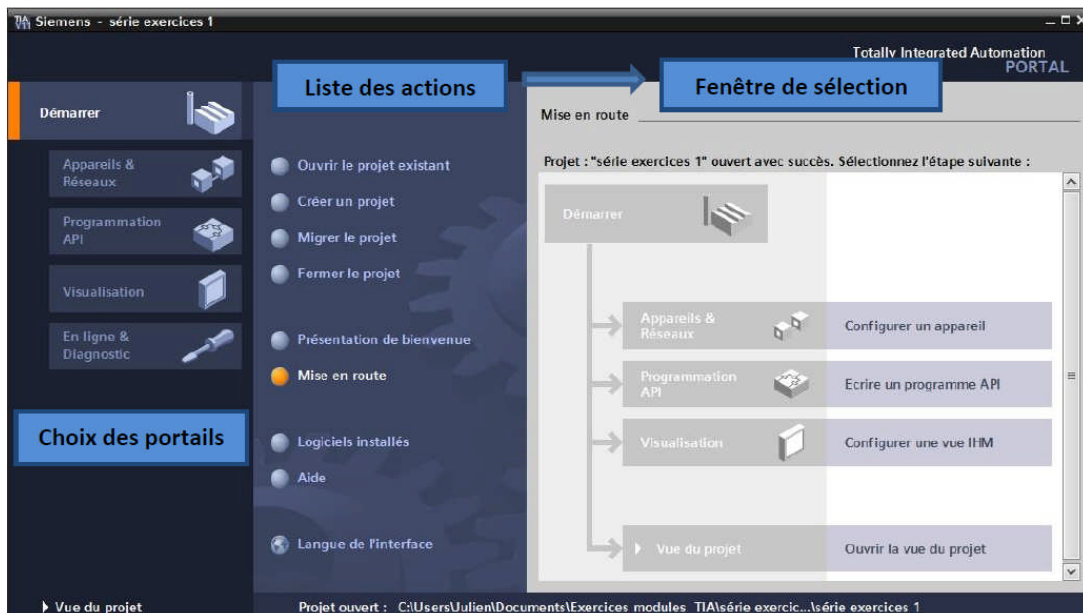 Siemens - série exercices 1
Totally Integrated Automation
PORTAL
Liste des actions
Fenêtre de sélection
Démarrer
Appareils &
Réseaux
Programmation
API
Visualisation
En ligne &
Diagnostic
Choix des portails
Vue du projet
Ouvrir le projet existant
Créer un projet
Migrer le projet
Fermer le projet
Présentation de bienvenue
Mise en route
Logiciels installés
Aide
Langue de l'interface
Mise en route
Projet : "série exercices 1" ouvert avec succès. Sélectionnez l'étape suivante :
Démarrer
Appareils &
Réseaux
Configurer un appareil
Programmation
API
Ecrire un programme API
Visualisation
Configurer une vue IHM
Vue du projet
Ouvrir la vue du projet
Projet ouvert : C:\Users\Julien\Documents\Exercices modules TIA\série exercic...\série exercices 1